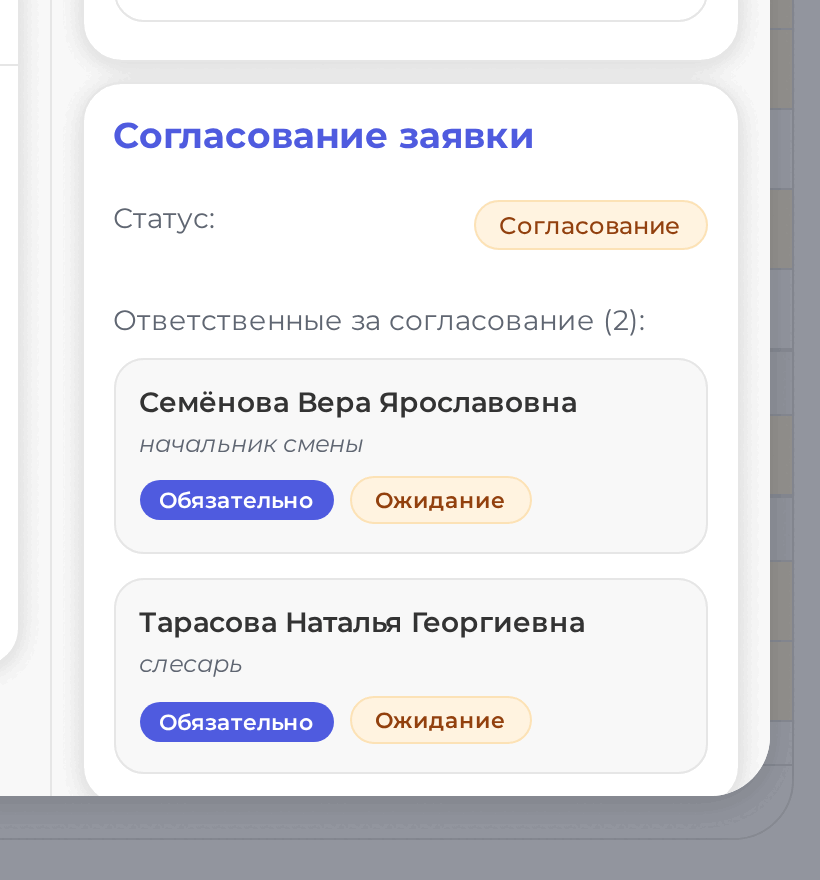 Согласование заявки
Статус:
Согласование
Ответственные за согласование (2):
Семёнова Вера Ярославовна
начальник смены
Обязательно
Ожидание
Тарасова Наталья Георгиевна
слесарь
Обязательно
Ожидание